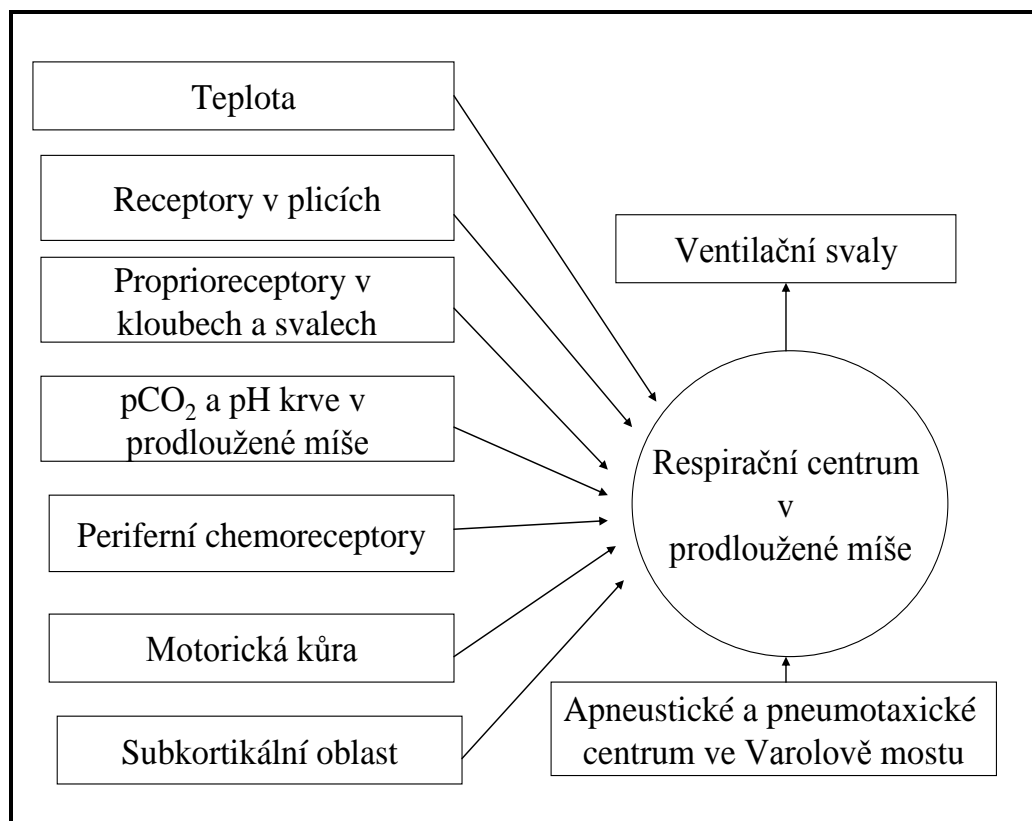 Teplota
Receptory v plicích
Proprioreceptory v
kloubech a svalech
pCO₂ a pH krve v
prodloužené míše
Periferní chemoreceptory
Motorická kůra
Subkortikální oblast
Ventilační svaly
Respirační centrum
v
prodloužené míše
Apneustické a pneumotaxické
centrum ve Varolově mostu